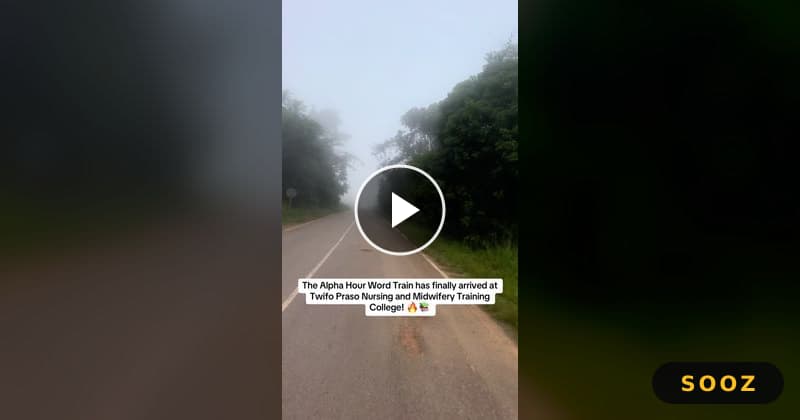 The Alpha Hour Word Train has finally arrived at
Twifo Praso Nursing and Midwifery Training
College! 🔥📚
SOOZ